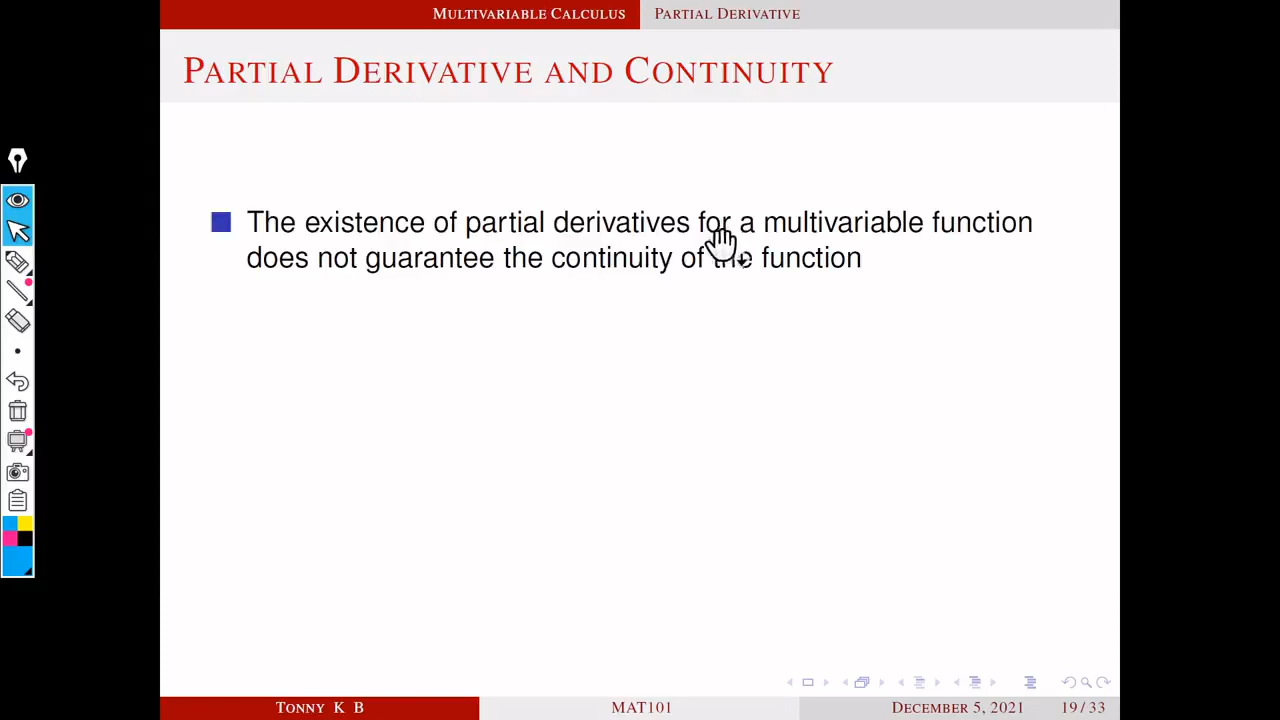 MULTIVARIABLE CALCULUS PARTIAL DERIVATIVE
PARTIAL DERIVATIVE AND CONTINUITY
The existence of partial derivatives for a multivariable function
does not guarantee the continuity of the function
TONNY K B MAT101 DECEMBER 5, 2021 19 / 33